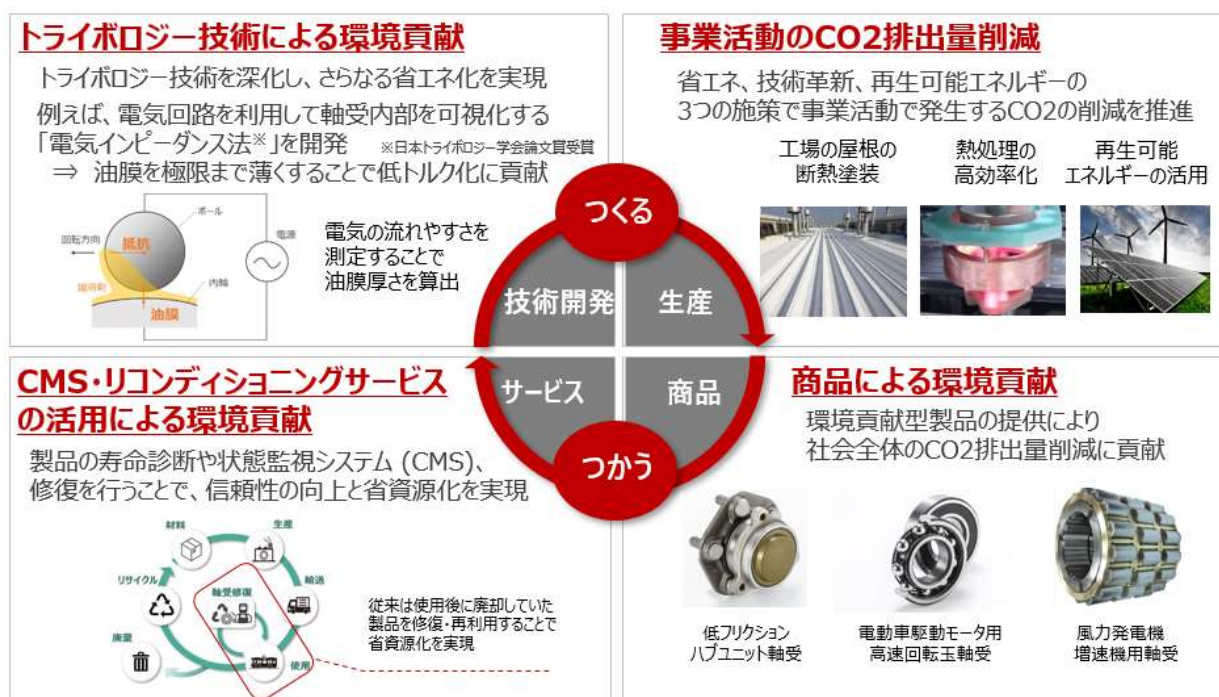 トライボロジー技術による環境貢献
トライボロジー技術を深化し、さらなる省エネ化を実現
例えば、電気回路を利用して軸受内部を可視化する
「電気インピーダンス法※」を開発 ※日本トライボロジー学会論文賞受賞
⇒ 油膜を極限まで薄くすることで低トルク化に貢献
ボール
電源
回転方向
抵抗
内輪
油膜
電気の流れやすさを
測定することで
油膜厚さを算出
事業活動のCO2排出量削減
省エネ、技術革新、再生可能エネルギーの
3つの施策で事業活動で発生するCO2の削減を推進
工場の屋根の
断熱塗装
熱処理の
高効率化
再生可能
エネルギーの活用
つくる
技術開発
生産
サービス
商品
つかう
CMS・リコンディショニングサービス
の活用による環境貢献
製品の寿命診断や状態監視システム (CMS)、
修復を行うことで、信頼性の向上と省資源化を実現
材料
生産
リサイクル
輸送
軸受修復
廃棄
使用
従来は使用後に廃却していた
製品を修復・再利用することで
省資源化を実現
商品による環境貢献
環境貢献型製品の提供により
社会全体のCO2排出量削減に貢献
低フリクション
ハブユニット軸受
電動車駆動モータ用
高速回転玉軸受
風力発電機
増速機用軸受